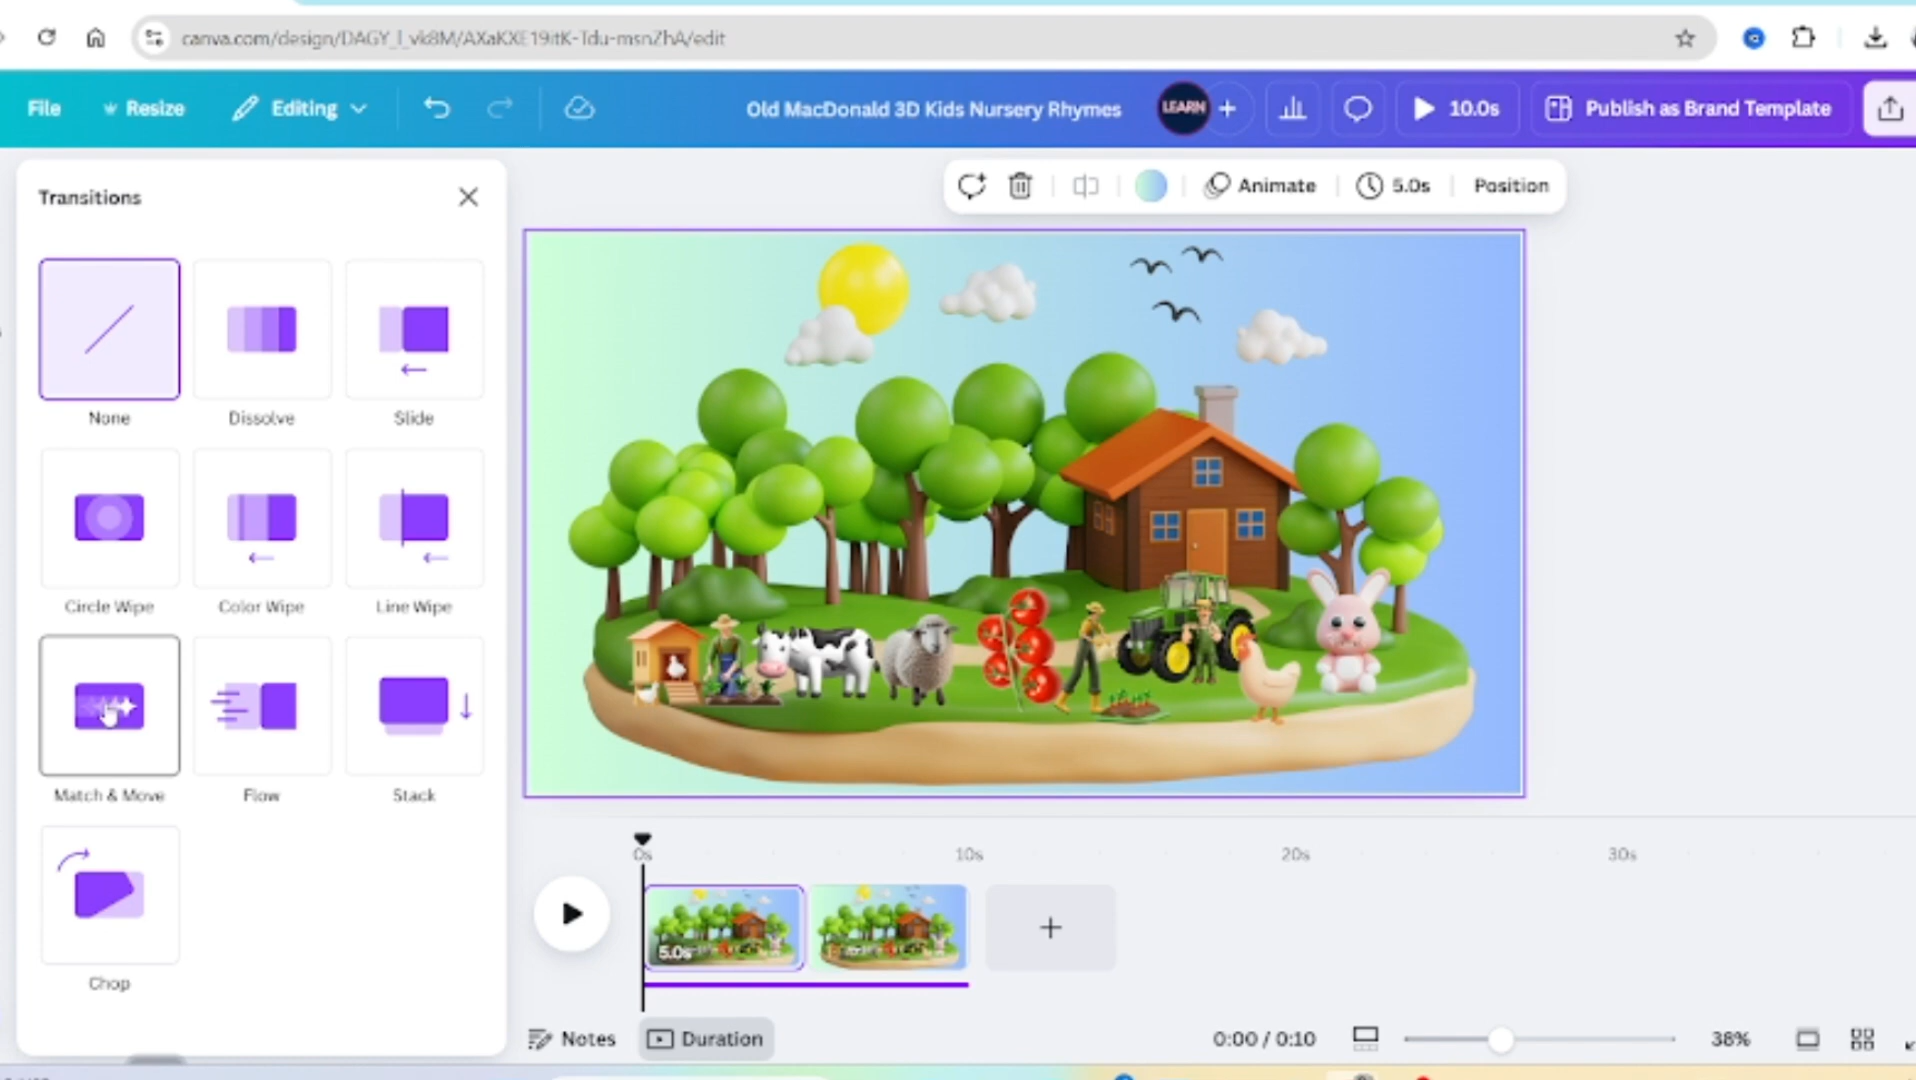 canva.com/design/DAGY_l_vk8M/AXaKXE19itK-Tdu-msnZhA/edit
File Resize Editing Old MacDonald 3D Kids Nursery Rhymes LEARN + 10.0s Publish as Brand Template
Transitions
Animate 5.0s Position
None Dissolve Slide
Circle Wipe Color Wipe Line Wipe
Match & Move Flow Stack
Chop
0s 10s 20s 30s
5.0s
Notes Duration 0:00 / 0:10 38%